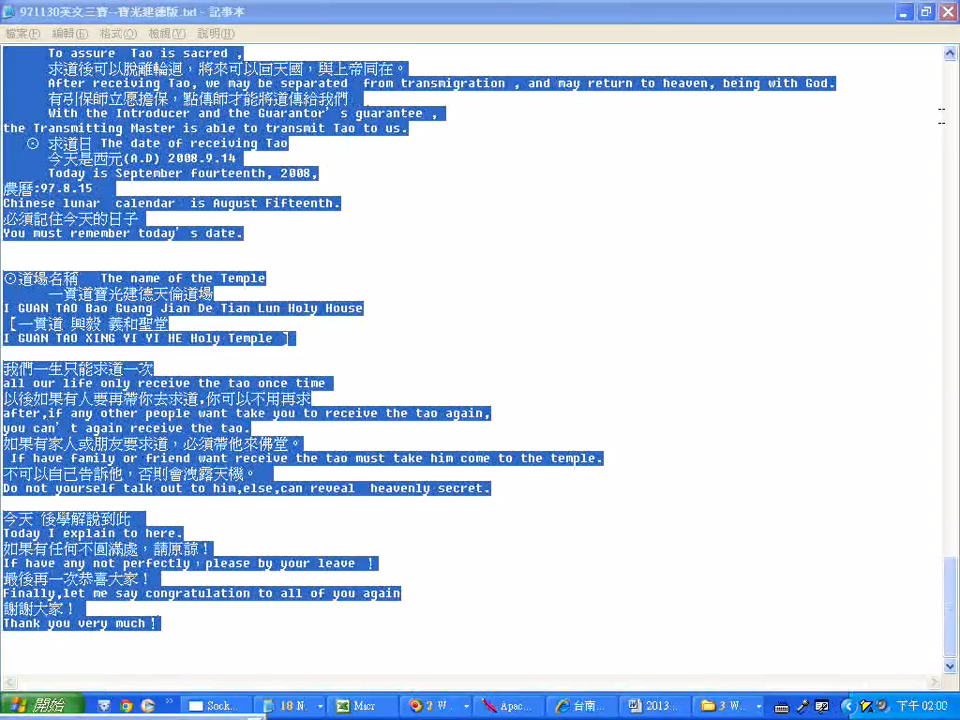 971130英文三寶--寶光建德版.txt - 記事本
檔案(F) 編輯(E) 格式(O) 檢視(V) 說明(H)
To assure Tao is sacred ,
求道後可以脫離輪迴，將來可以回天國，與上帝同在。
After receiving Tao, we may be separated from transmigration , and may return to heaven, being with God.
有引保師立愿擔保，點傳師才能將道傳給我們
With the Introducer and the Guarantor's guarantee ,
the Transmitting Master is able to transmit Tao to us.
⊙ 求道日 The date of receiving Tao
今天是西元(A.D) 2008.9.14
Today is September fourteenth, 2008,
農曆:97.8.15
Chinese lunar calendar is August Fifteenth.
必須記住今天的日子
You must remember today's date.
⊙道場名稱 The name of the Temple
一貫道寶光建德天倫道場
I GUAN TAO Bao Guang Jian De Tian Lun Holy House
【一貫道 興毅 義和聖堂
I GUAN TAO XING YI YI HE Holy Temple 】
我們一生只能求道一次
all our life only receive the tao once time
以後如果有人要再帶你去求道,你可以不用再求
after,if any other people want take you to receive the tao again,
you can't again receive the tao.
如果有家人或朋友要求道，必須帶他來佛堂。
If have family or friend want receive the tao must take him come to the temple.
不可以自己告訴他，否則會洩露天機。
Do not yourself talk out to him,else,can reveal heavenly secret.
今天 後學解說到此
Today I explain to here.
如果有任何不圓滿處，請原諒！
If have any not perfectly，please by your leave ！
最後再一次恭喜大家！
Finally,let me say congratulation to all of you again
謝謝大家！
Thank you very much！
開始 Sock... 18 N Micr 2 W... Apac... 台南... 2013... 3 W... 下午 02:00